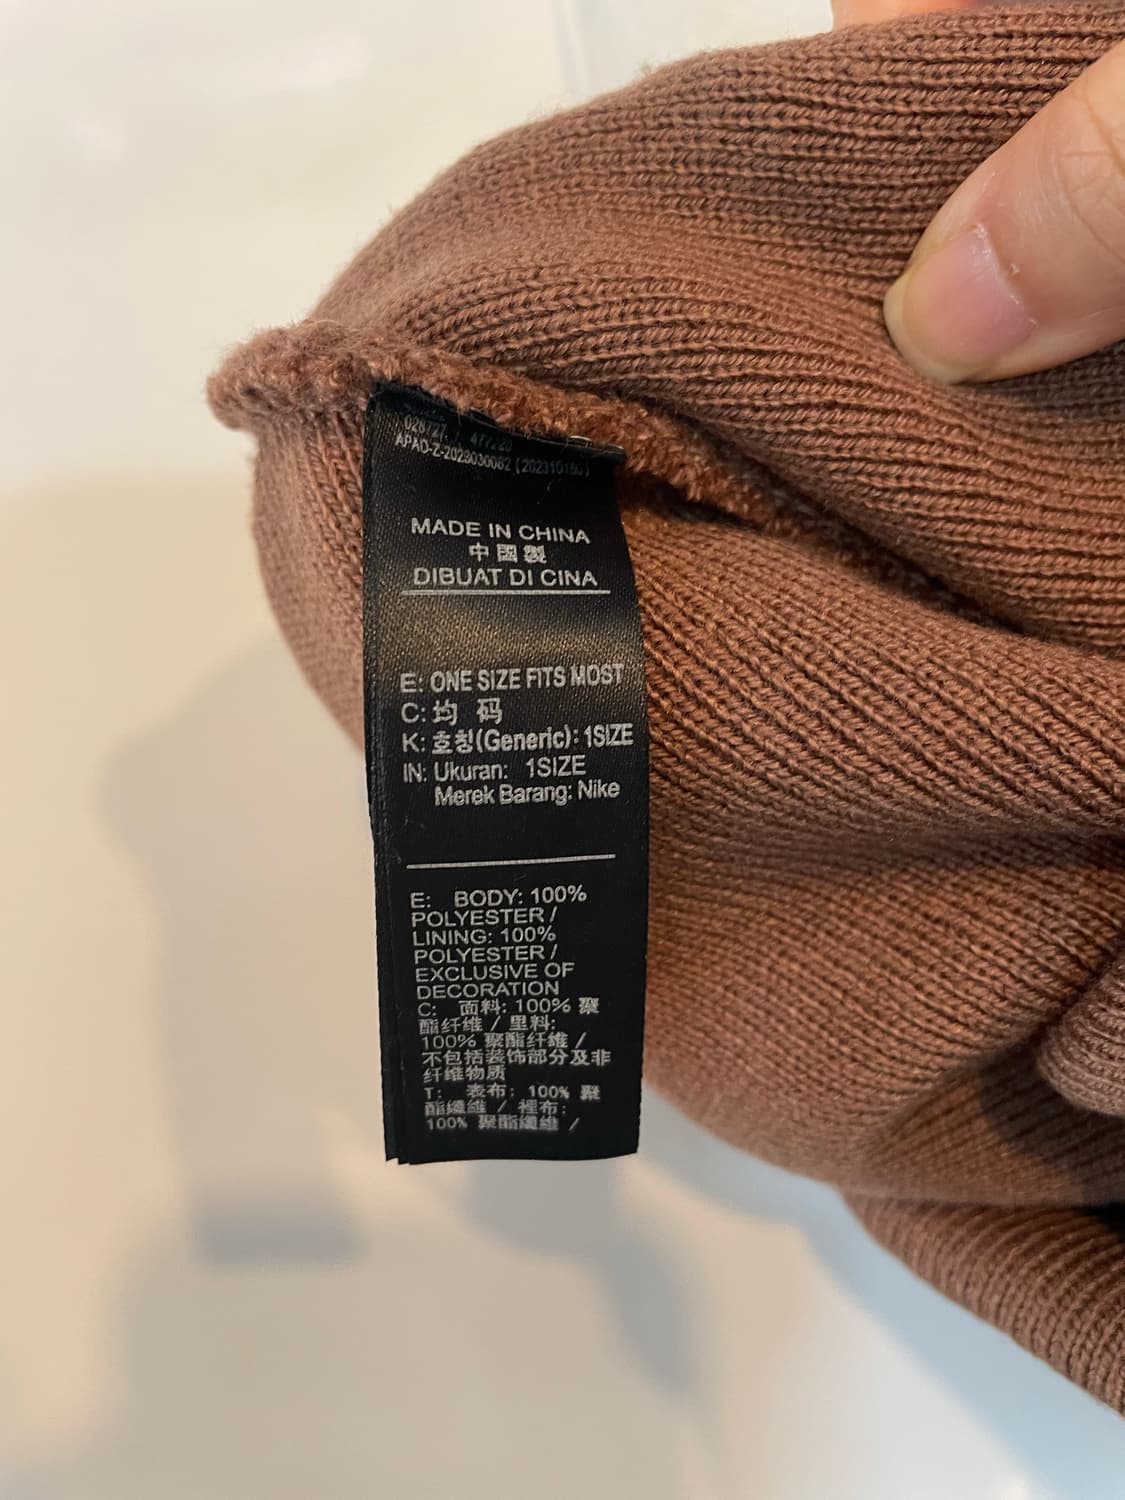 APAO-Z-2023030082
MADE IN CHINA
中國製
DIBUAT DI CINA
E: ONE SIZE FITS MOST
C: 均 码
K: 호칭(Generic): 1SIZE
IN: Ukuran: 1SIZE
Merek Barang: Nike
E: BODY: 100%
POLYESTER /
LINING: 100%
POLYESTER /
EXCLUSIVE OF
DECORATION
C: 面料: 100% 聚
酯纤维 / 里料:
100% 聚酯纤维 /
不包括装饰部分及非
纤维物质
T: 表布: 100% 聚
酯纖維 / 裡布:
100% 聚酯纖維 /